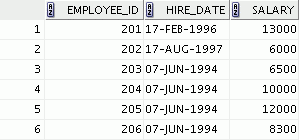 EMPLOYEE_ID HIRE_DATE SALARY
1 201 17-FEB-1996 13000
2 202 17-AUG-1997 6000
3 203 07-JUN-1994 6500
4 204 07-JUN-1994 10000
5 205 07-JUN-1994 12000
6 206 07-JUN-1994 8300